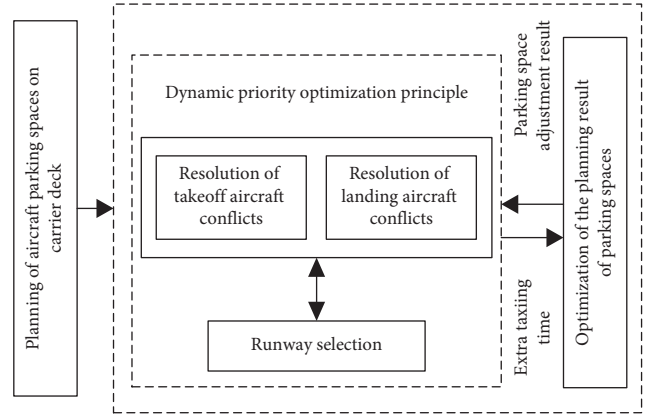 Planning of aircraft parking spaces on
carrier deck
Dynamic priority optimization principle
Resolution of
takeoff aircraft
conflicts
Resolution of
landing aircraft
conflicts
Runway selection
Parking space
adjustment result
Extra taxiing
time
Optimization of the planning result
of parking spaces